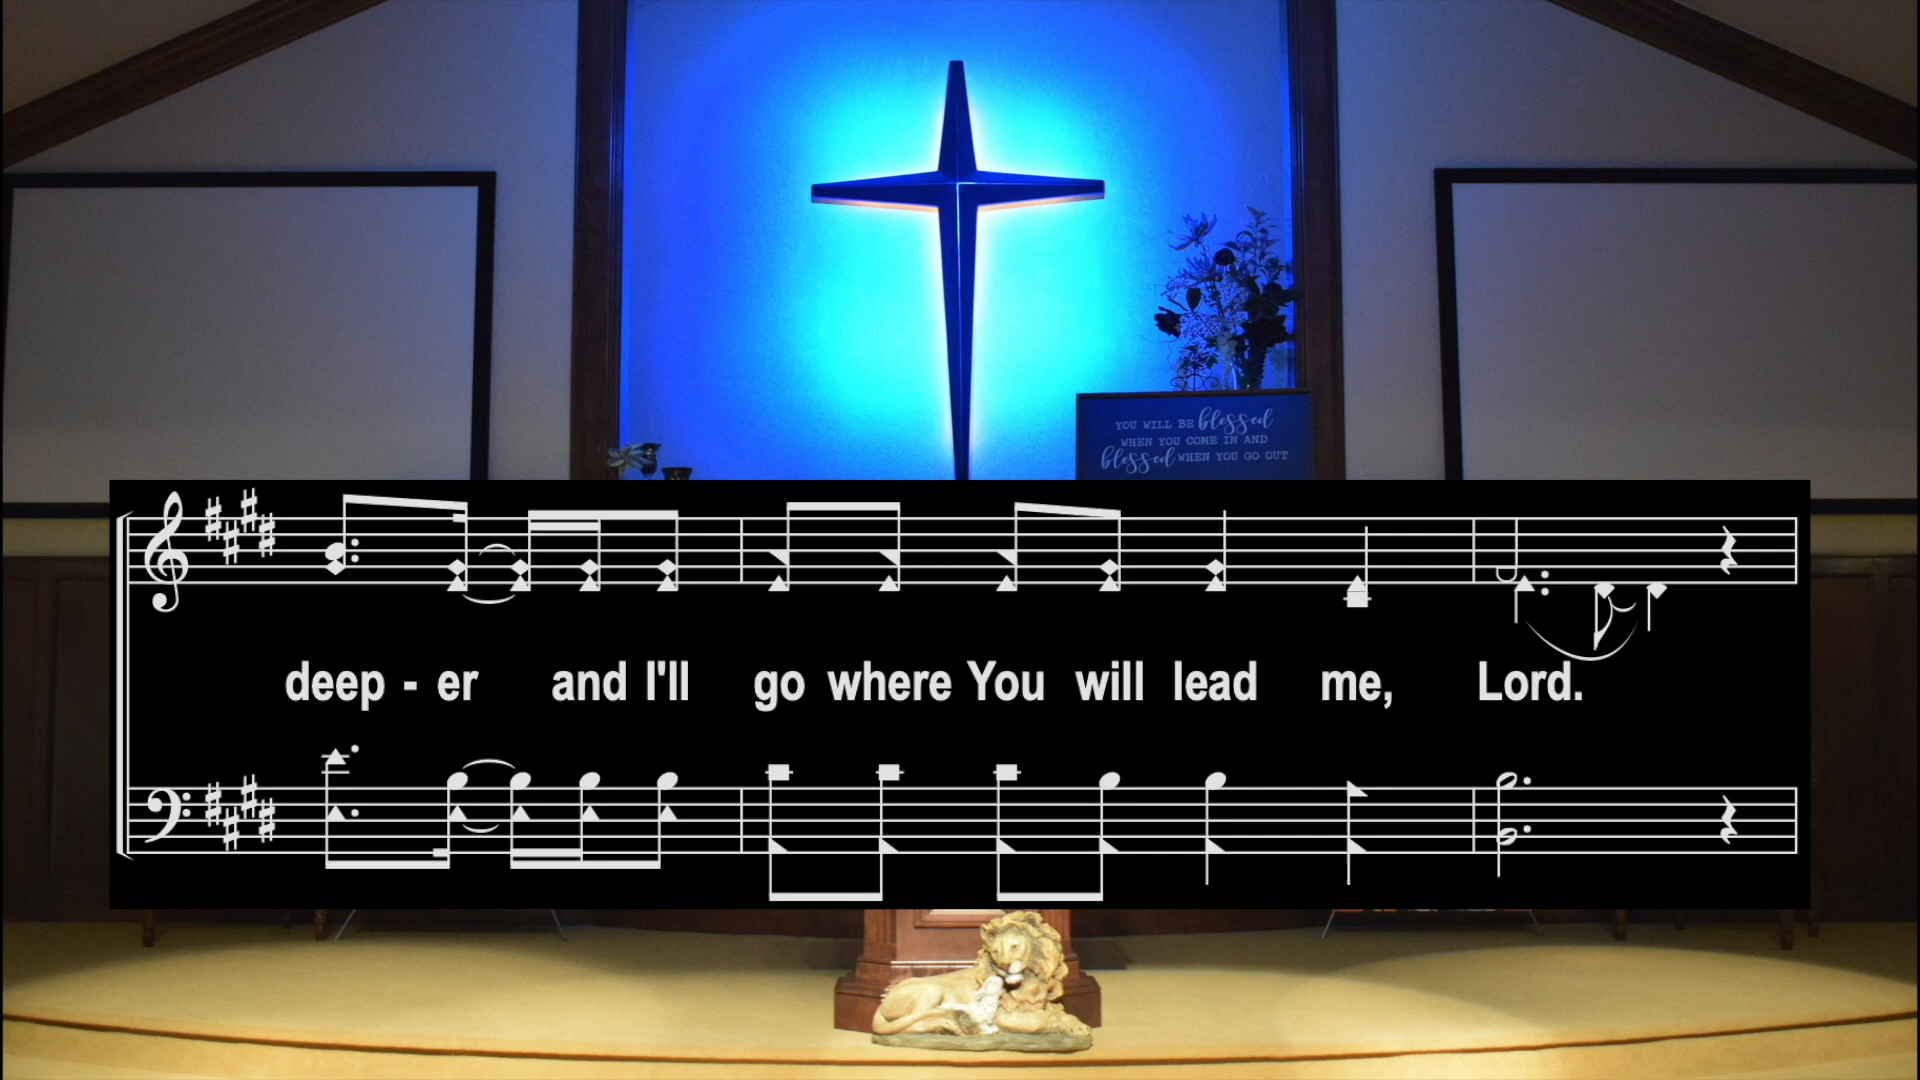 YOU WILL BE blessed
WHEN YOU COME IN AND
blessed WHEN YOU GO OUT
deep - er and I'll go where You will lead me, Lord.